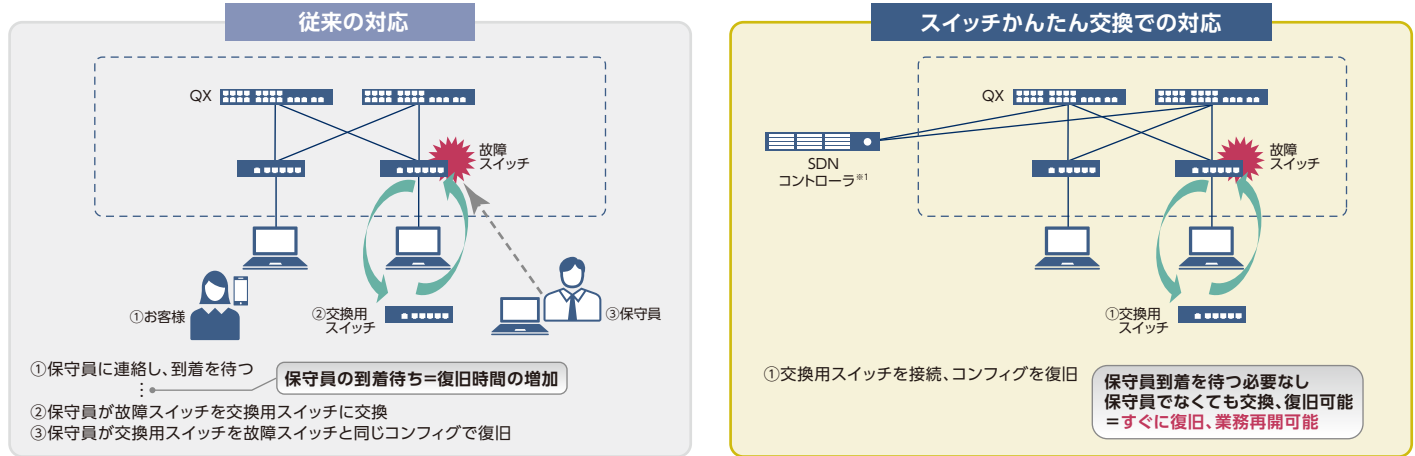 従来の対応
QX
故障
スイッチ
①お客様
②交換用
スイッチ
③保守員
①保守員に連絡し、到着を待つ
⋮
保守員の到着待ち=復旧時間の増加
②保守員が故障スイッチを交換用スイッチに交換
③保守員が交換用スイッチを故障スイッチと同じコンフィグで復旧
スイッチかんたん交換での対応
QX
SDN
コントローラ※1
故障
スイッチ
①交換用
スイッチ
①交換用スイッチを接続、コンフィグを復旧
保守員到着を待つ必要なし
保守員でなくても交換、復旧可能
=すぐに復旧、業務再開可能